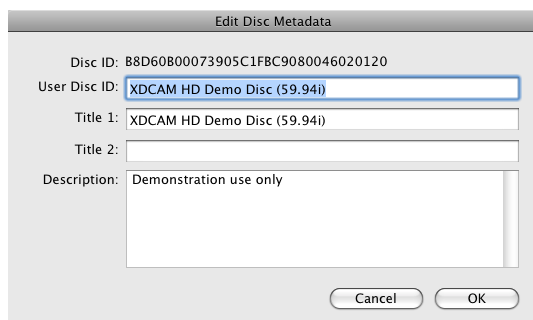 Edit Disc Metadata
Disc ID: B8D60B00073905C1FBC9080046020120
User Disc ID: XDCAM HD Demo Disc (59.94i)
Title 1: XDCAM HD Demo Disc (59.94i)
Title 2:
Description: Demonstration use only
Cancel OK